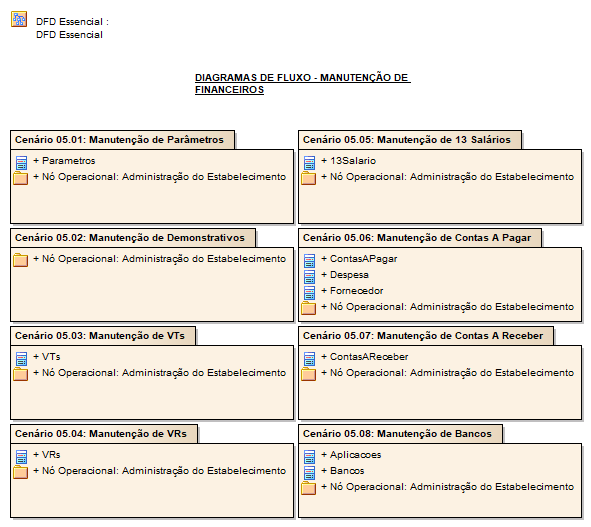 DFD Essencial :
DFD Essencial
DIAGRAMAS DE FLUXO - MANUTENÇÃO DE
FINANCEIROS
Cenário 05.01: Manutenção de Parâmetros
+ Parametros
+ Nó Operacional: Administração do Estabelecimento
Cenário 05.02: Manutenção de Demonstrativos
+ Nó Operacional: Administração do Estabelecimento
Cenário 05.03: Manutenção de VTs
+ VTs
+ Nó Operacional: Administração do Estabelecimento
Cenário 05.04: Manutenção de VRs
+ VRs
+ Nó Operacional: Administração do Estabelecimento
Cenário 05.05: Manutenção de 13 Salários
+ 13Salario
+ Nó Operacional: Administração do Estabelecimento
Cenário 05.06: Manutenção de Contas A Pagar
+ ContasAPagar
+ Despesa
+ Fornecedor
+ Nó Operacional: Administração do Estabelecimento
Cenário 05.07: Manutenção de Contas A Receber
+ ContasAReceber
+ Nó Operacional: Administração do Estabelecimento
Cenário 05.08: Manutenção de Bancos
+ Aplicacoes
+ Bancos
+ Nó Operacional: Administração do Estabelecimento